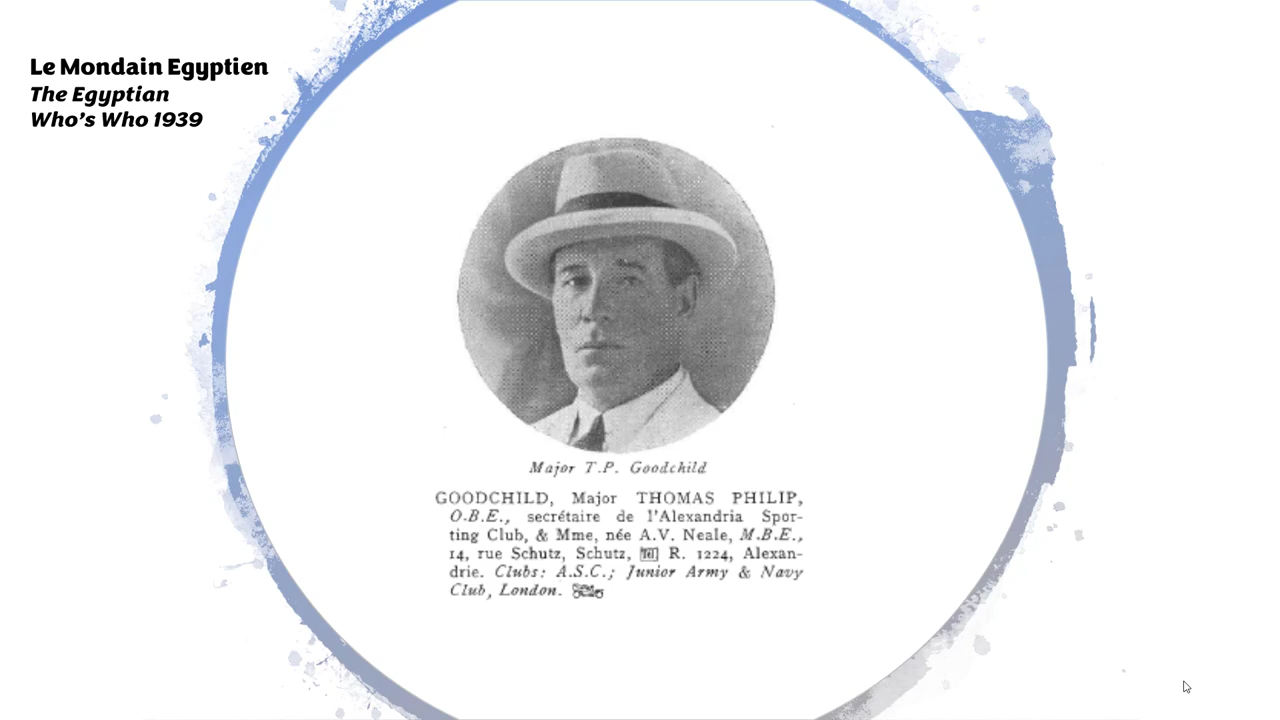 Le Mondain Egyptien
The Egyptian
Who's Who 1939
Major T.P. Goodchild
GOODCHILD, Major THOMAS PHILIP,
O.B.E., secrétaire de l'Alexandria Spor-
ting Club, & Mme, née A.V. Neale, M.B.E.,
14, rue Schutz, Schutz, R. 1224, Alexan-
drie. Clubs: A.S.C.; Junior Army & Navy
Club, London.